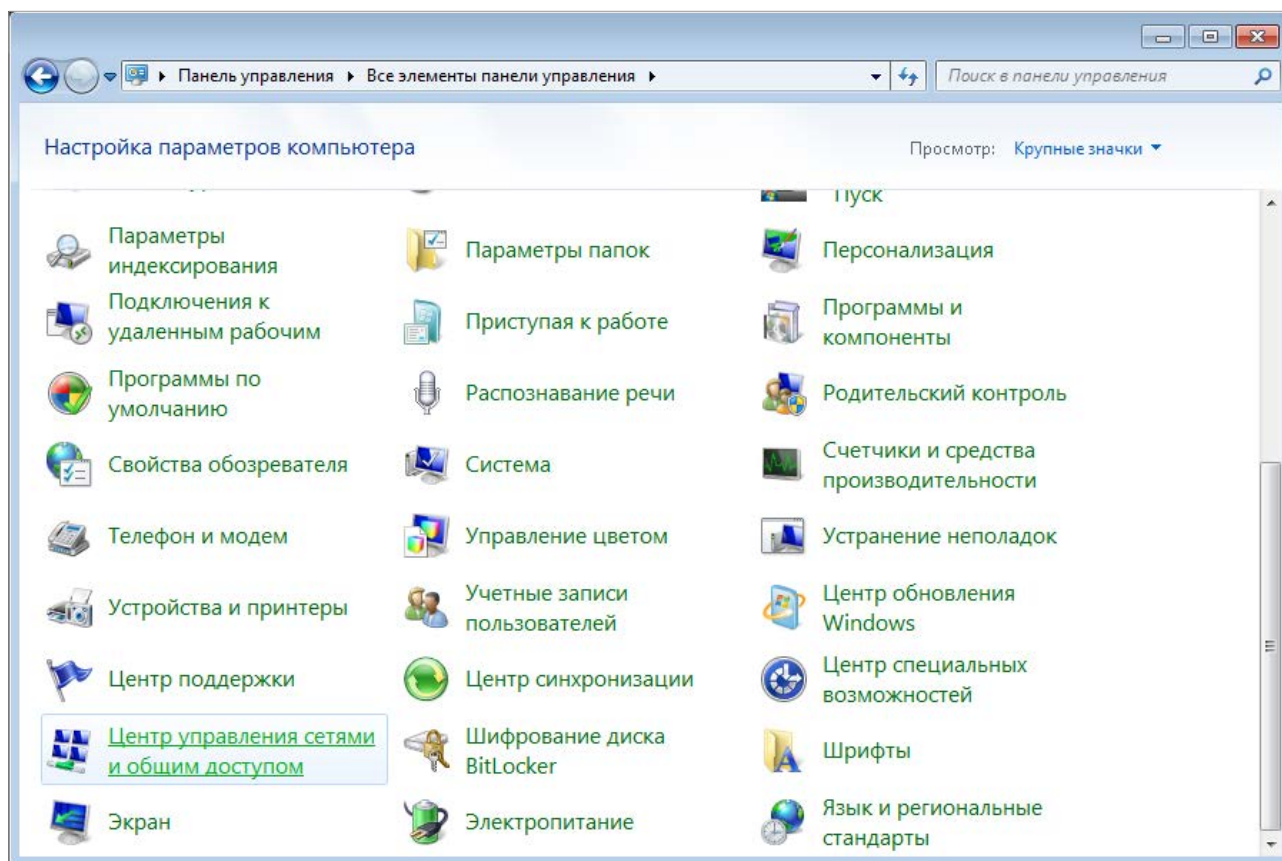 Панель управления Все элементы панели управления
Поиск в панели управления
Настройка параметров компьютера
Просмотр: Крупные значки
Пуск
Параметры
индексирования
Параметры папок
Персонализация
Подключения к
удаленным рабочим
Приступая к работе
Программы и
компоненты
Программы по
умолчанию
Распознавание речи
Родительский контроль
Свойства обозревателя
Система
Счетчики и средства
производительности
Телефон и модем
Управление цветом
Устранение неполадок
Устройства и принтеры
Учетные записи
пользователей
Центр обновления
Windows
Центр поддержки
Центр синхронизации
Центр специальных
возможностей
Центр управления сетями
и общим доступом
Шифрование диска
BitLocker
Шрифты
Экран
Электропитание
Язык и региональные
стандарты